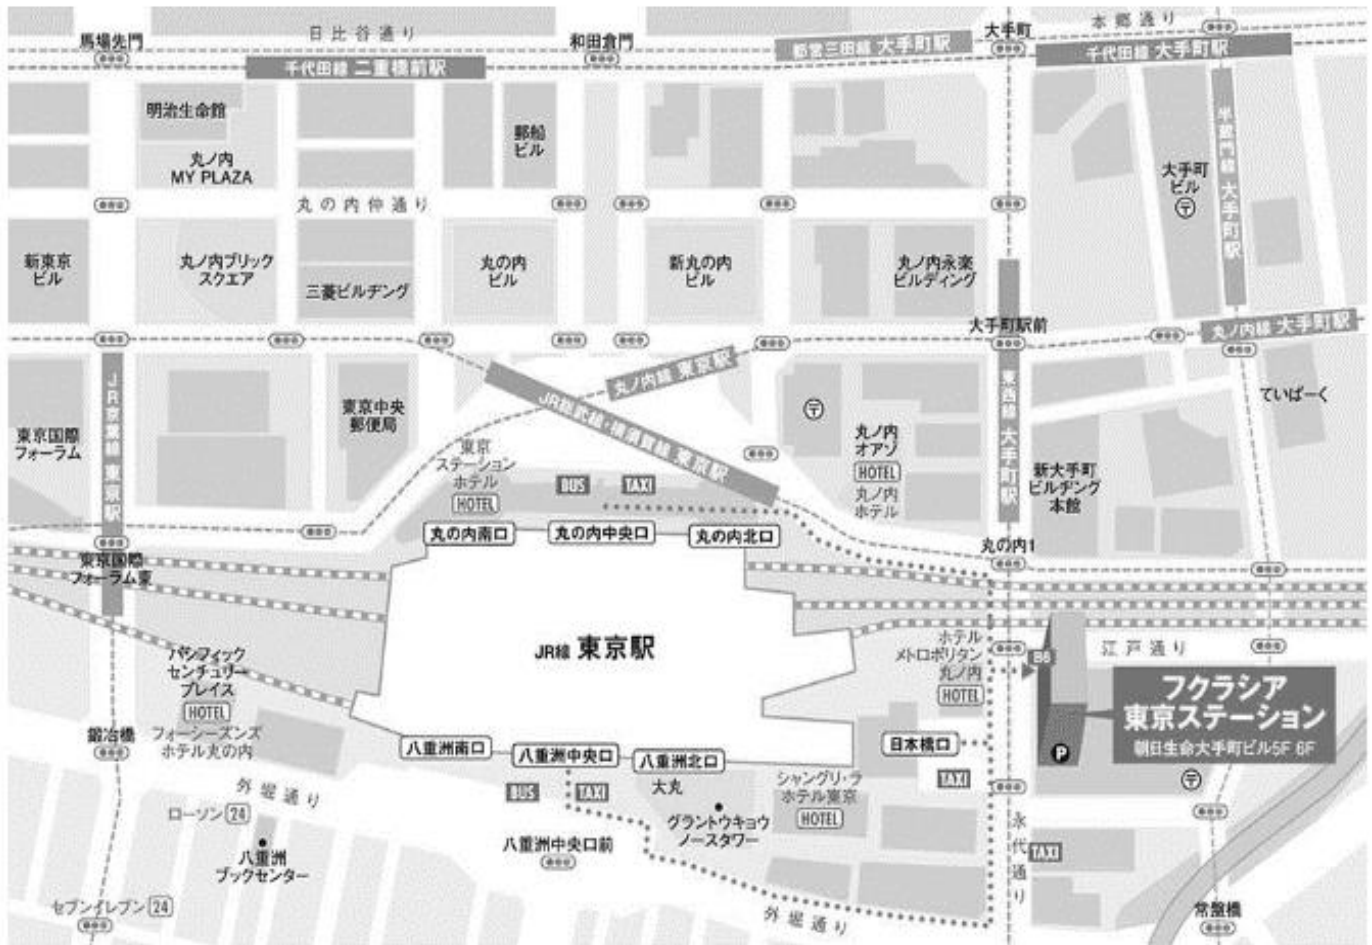 日比谷通り
本郷通り
馬場先門
和田倉門
大手町
都営三田線 大手町駅
千代田線 二重橋前駅
千代田線 大手町駅
明治生命館
丸ノ内
MY PLAZA
郵船
ビル
半蔵門線 大手町駅
大手町
ビル
〒
丸の内仲通り
新東京
ビル
丸ノ内ブリック
スクエア
三菱ビルヂング
丸の内
ビル
新丸の内
ビル
丸ノ内永楽
ビルディング
大手町駅前
丸ノ内線 大手町駅
丸ノ内線 東京駅
JR総武線・横須賀線 東京駅
JR京葉線 東京駅
東西線 大手町駅
東京国際
フォーラム
東京中央
郵便局
〒
ていぱーく
東京
ステーション
ホテル
HOTEL
BUS
TAXI
丸ノ内
オアゾ
HOTEL
丸ノ内
ホテル
新大手町
ビルヂング
本館
丸の内南口
丸の内中央口
丸の内北口
丸の内1
東京国際
フォーラム東
JR線 東京駅
ホテル
メトロポリタン
丸ノ内
HOTEL
B6
江戸通り
フクラシア
東京ステーション
朝日生命大手町ビル5F 6F
P
〒
パシフィック
センチュリー
プレイス
HOTEL
フォーシーズンズ
ホテル丸の内
鍛冶橋
八重洲南口
八重洲中央口
八重洲北口
日本橋口
TAXI
BUS
TAXI
大丸
グラントウキョウ
ノースタワー
シャングリ・ラ
ホテル東京
HOTEL
外堀通り
ローソン 24
八重洲
ブックセンター
八重洲中央口前
永代通り
TAXI
セブンイレブン 24
外堀通り
常盤橋